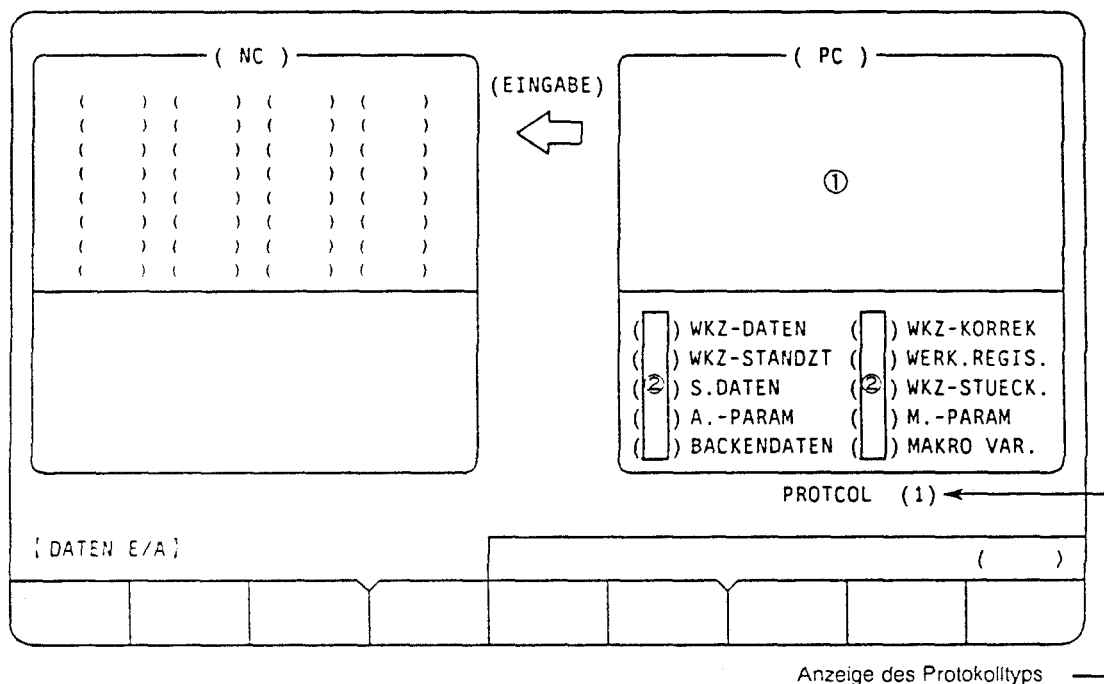 ( NC )
( ) ( ) ( ) ( )
( ) ( ) ( ) ( )
( ) ( ) ( ) ( )
( ) ( ) ( ) ( )
( ) ( ) ( ) ( )
( ) ( ) ( ) ( )
( ) ( ) ( ) ( )
( ) ( ) ( ) ( )
(EINGABE)
( PC )
①
( ) WKZ-DATEN ( ) WKZ-KORREK
( ) WKZ-STANDZT ( ) WERK.REGIS.
(②) S.DATEN (②) WKZ-STUECK.
( ) A.-PARAM ( ) M.-PARAM
( ) BACKENDATEN ( ) MAKRO VAR.
PROTCOL (1)
[DATEN E/A]
( )
Anzeige des Protokolltyps